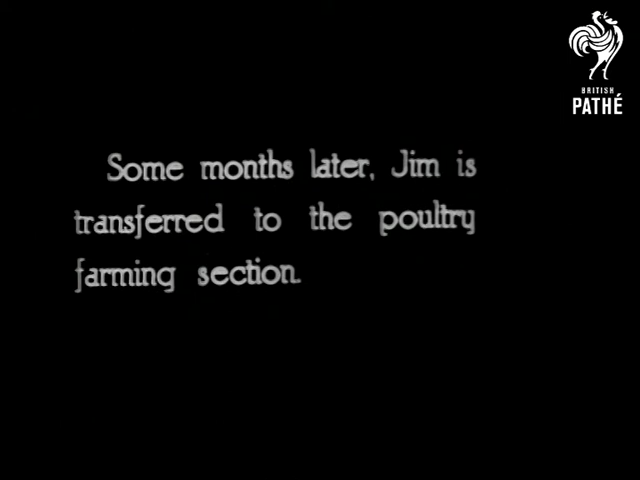 BRITISH
PATHÉ
Some months later, Jim is
transferred to the poultry
farming section.